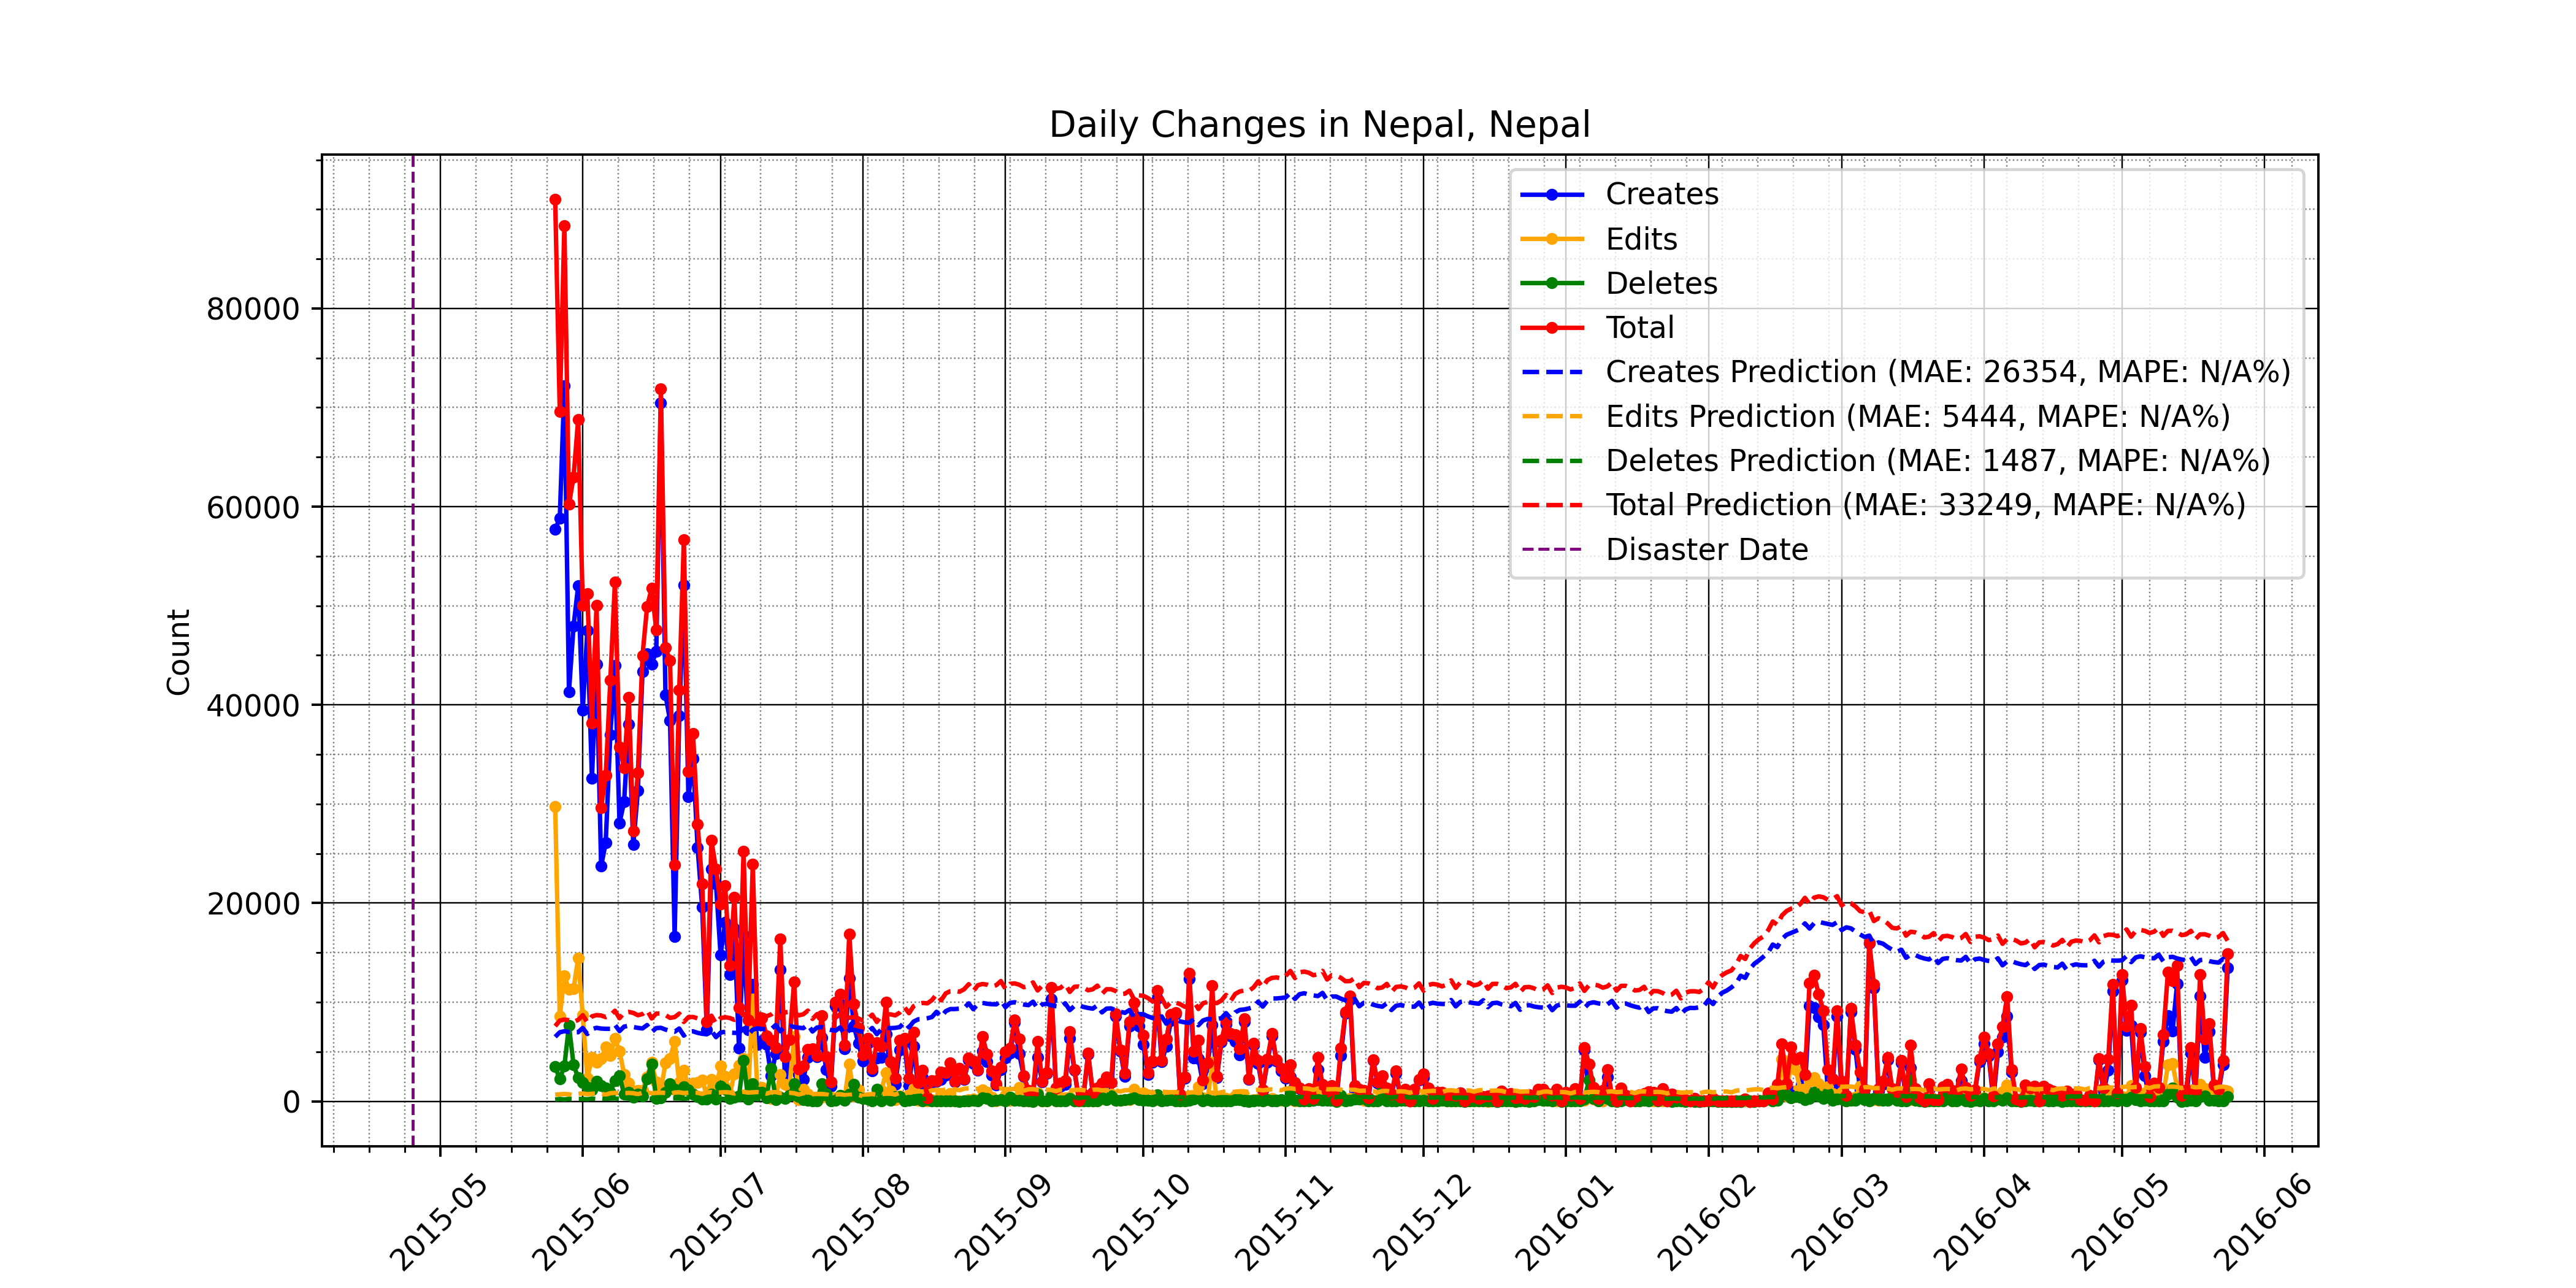 Daily Changes in Nepal, Nepal
Creates
Edits
Deletes
Total
Creates Prediction (MAE: 26354, MAPE: N/A%)
Edits Prediction (MAE: 5444, MAPE: N/A%)
Deletes Prediction (MAE: 1487, MAPE: N/A%)
Total Prediction (MAE: 33249, MAPE: N/A%)
Disaster Date
Count
80000
60000
40000
20000
0
2015-05
2015-06
2015-07
2015-08
2015-09
2015-10
2015-11
2015-12
2016-01
2016-02
2016-03
2016-04
2016-05
2016-06